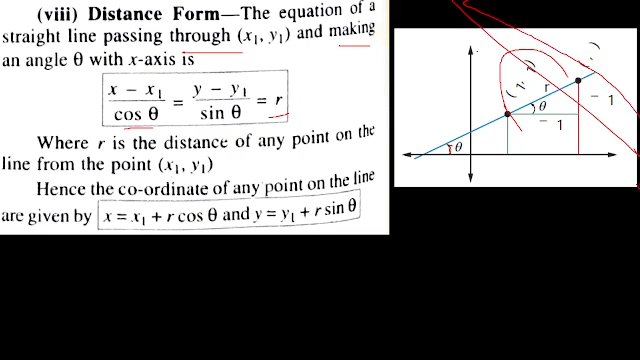 (viii) Distance Form—The equation of a
straight line passing through (x₁, y₁) and making
an angle θ with x-axis is
x − x₁ / cos θ = y − y₁ / sin θ = r
Where r is the distance of any point on the
line from the point (x₁, y₁)
Hence the co-ordinate of any point on the line
are given by x = x₁ + r cos θ and y = y₁ + r sin θ
r
θ
− 1
− 1
θ